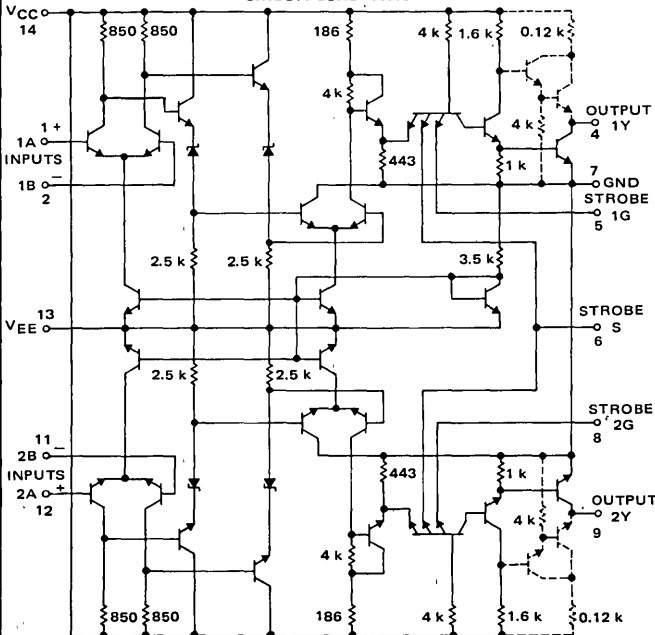 VCC
14
850 850
186
4 k 1.6 k 0.12 k
4 k
1 +
1A
INPUTS
1B −
2
443
4 k
1 k
OUTPUT
4 1Y
7
GND
STROBE
1G
5
2.5 k 2.5 k
3.5 k
13
VEE
STROBE
S
6
2.5 k 2.5 k
STROBE
2G
8
11
2B −
INPUTS
2A +
12
443
1 k
4 k
OUTPUT
2Y
9
4 k
850 850
186
4 k 1.6 k 0.12 k